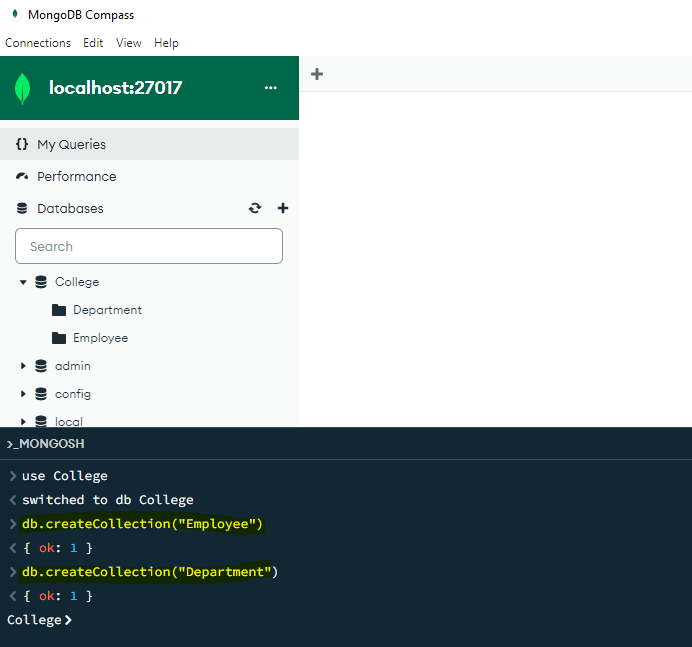 MongoDB Compass
Connections Edit View Help
localhost:27017 ...
+
{} My Queries
Performance
Databases +
Search
College
Department
Employee
admin
config
local
>_MONGOSH
> use College
< switched to db College
> db.createCollection("Employee")
< { ok: 1 }
> db.createCollection("Department")
< { ok: 1 }
College>